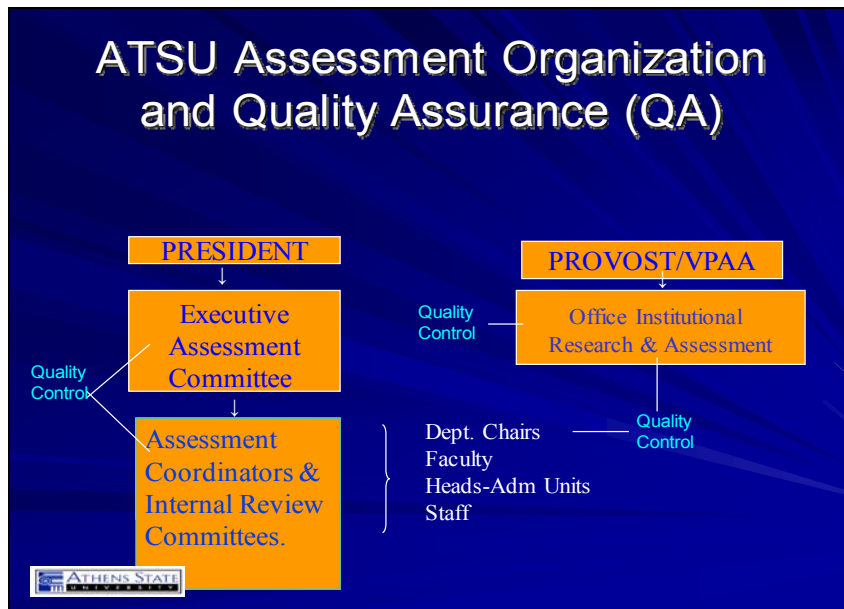 ATSU Assessment Organization
and Quality Assurance (QA)
PRESIDENT
↓
Executive
Assessment
Committee
↓
Quality
Control
Assessment
Coordinators &
Internal Review
Committees.
PROVOST/VPAA
↓
Quality
Control
Office Institutional
Research & Assessment
Dept. Chairs
Faculty
Heads-Adm Units
Staff
Quality
Control
ATHENS STATE
UNIVERSITY